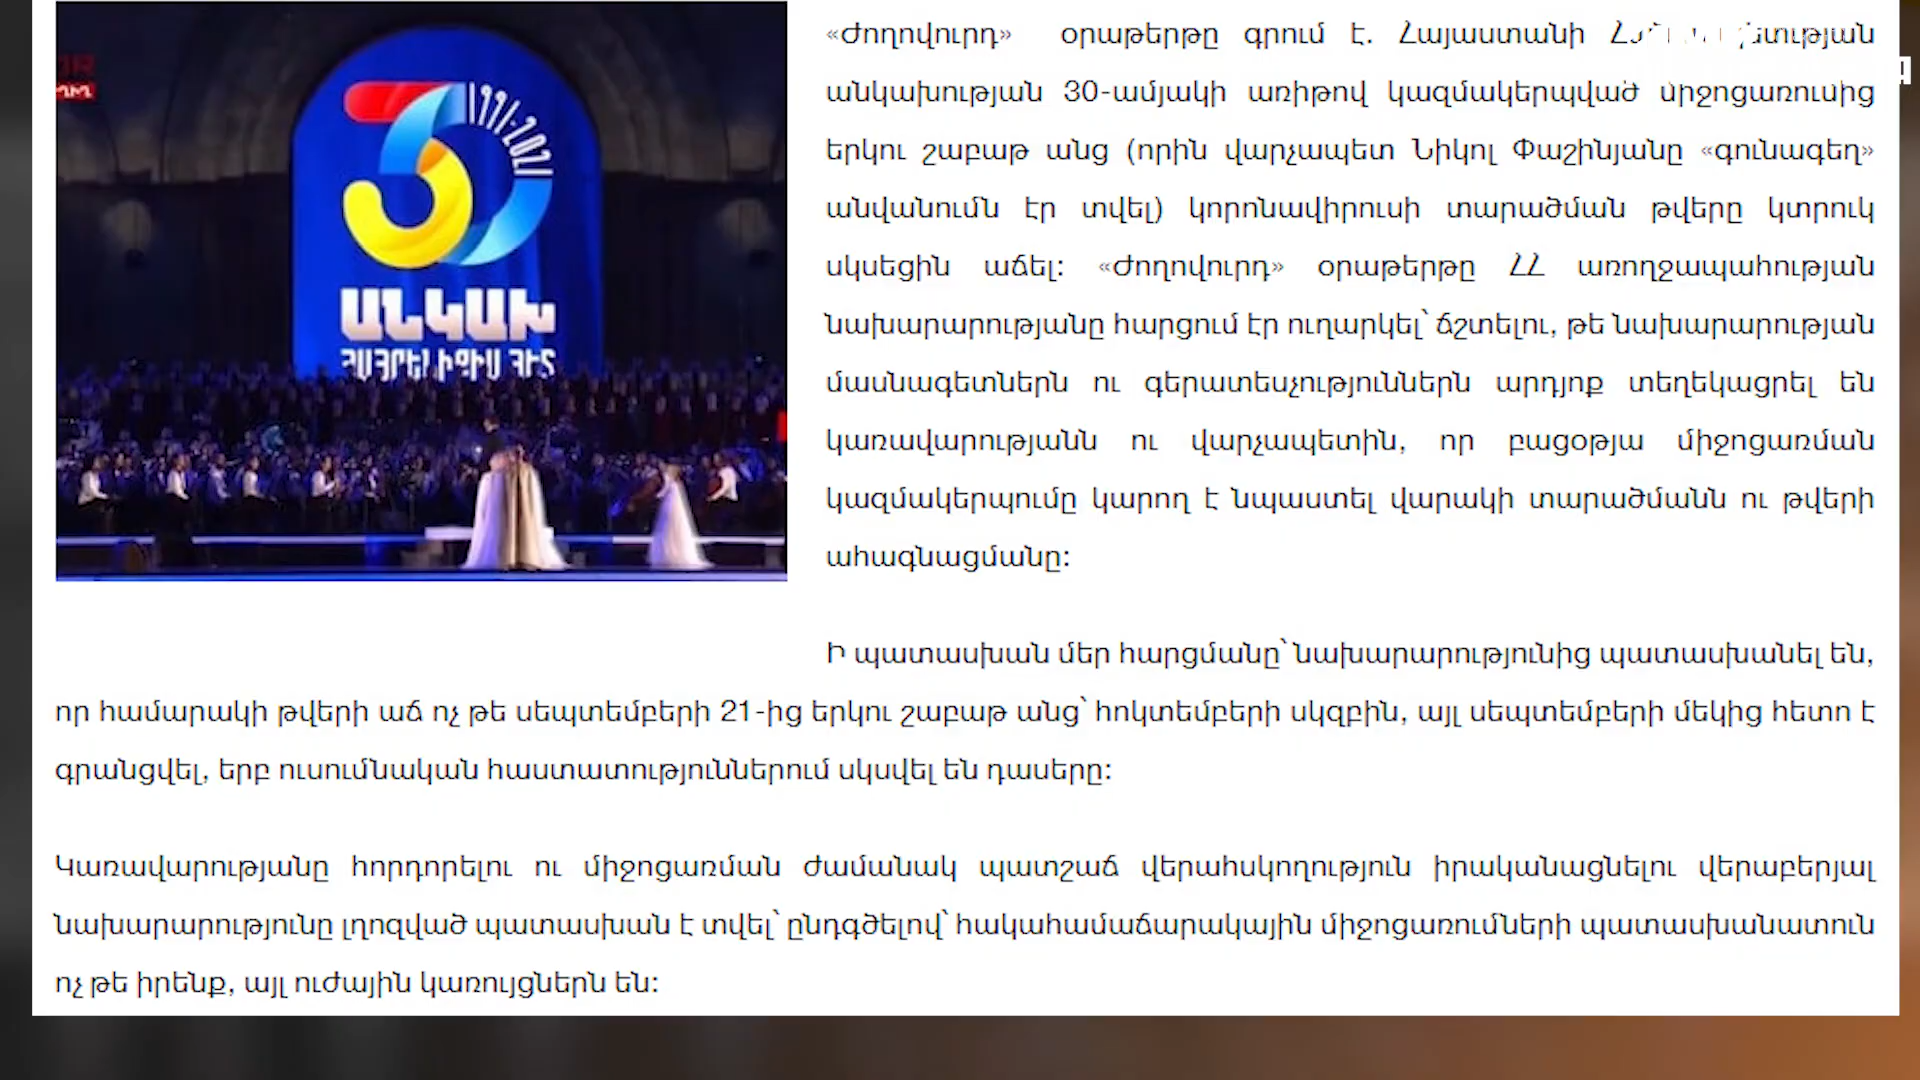 1991-2021
ԱՆԿԱԽ
ՀԱՅՐԵՆԻՔԻՍ ՀԵՏ
«Ժողովուրդ» օրաթերթը գրում է. Հայաստանի
անկախության 30-ամյակի առիթով կազմակերպված միջոցառումից
երկու շաբաթ անց (որին վարչապետ Նիկոլ Փաշինյանը «գունագեղ»
անվանումն էր տվել) կորոնավիրուսի տարածման թվերը կտրուկ
սկսեցին աճել: «Ժողովուրդ» օրաթերթը ՀՀ առողջապահության
նախարարությանը հարցում էր ուղարկել՝ ճշտելու, թե նախարարության
մասնագետներն ու գերատեսչություններն արդյոք տեղեկացրել են
կառավարությանն ու վարչապետին, որ բացօթյա միջոցառման
կազմակերպումը կարող է նպաստել վարակի տարածմանն ու թվերի
ահագնացմանը:
Ի պատասխան մեր հարցմանը՝ նախարարությունից պատասխանել են,
որ համարակի թվերի աճ ոչ թե սեպտեմբերի 21-ից երկու շաբաթ անց՝ հոկտեմբերի սկզբին, այլ սեպտեմբերի մեկից հետո է
գրանցվել, երբ ուսումնական հաստատություններում սկսվել են դասերը:
Կառավարությանը հորդորելու ու միջոցառման ժամանակ պատշաճ վերահսկողություն իրականացնելու վերաբերյալ
նախարարությունը լղոզված պատասխան է տվել՝ ընդգծելով՝ հակահամաճարակային միջոցառումների պատասխանատուն
ոչ թե իրենք, այլ ուժային կառույցներն են: